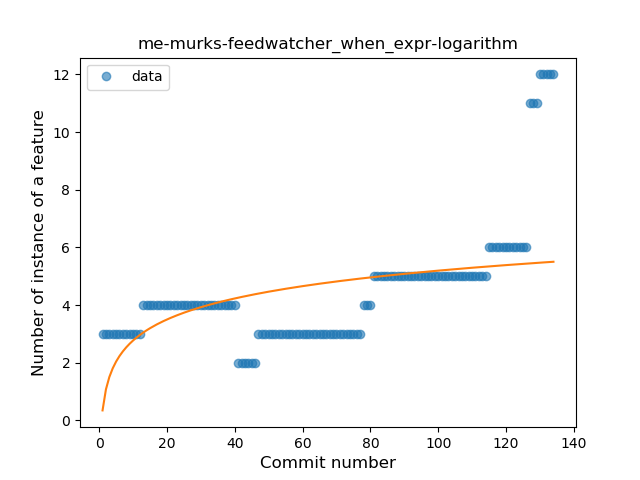 me-murks-feedwatcher_when_expr-logarithm
data
Number of instance of a feature
12
10
8
6
4
2
0
0 20 40 60 80 100 120 140
Commit number